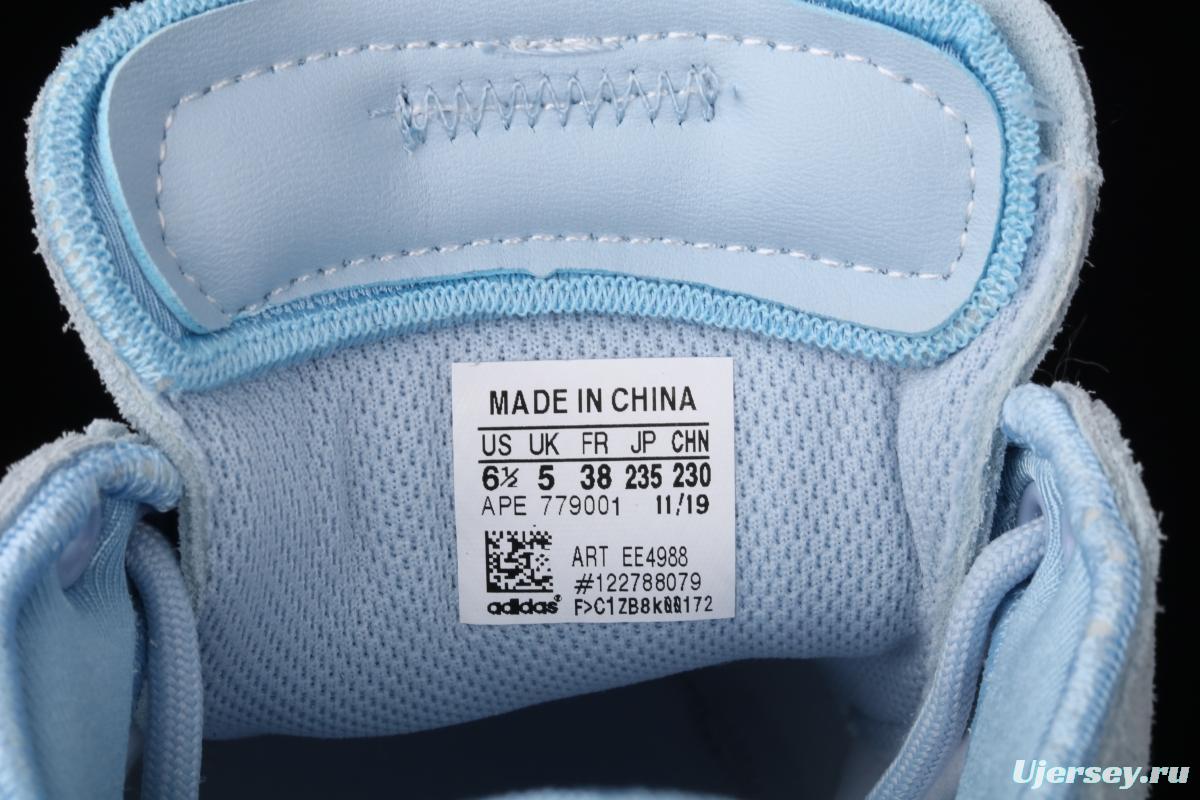 MADE IN CHINA
US UK FR JP CHN
6½ 5 38 235 230
APE 779001 11/19
ART EE4988
#122788079
adidas® F>C1ZB8k00172
Ujersey.ru